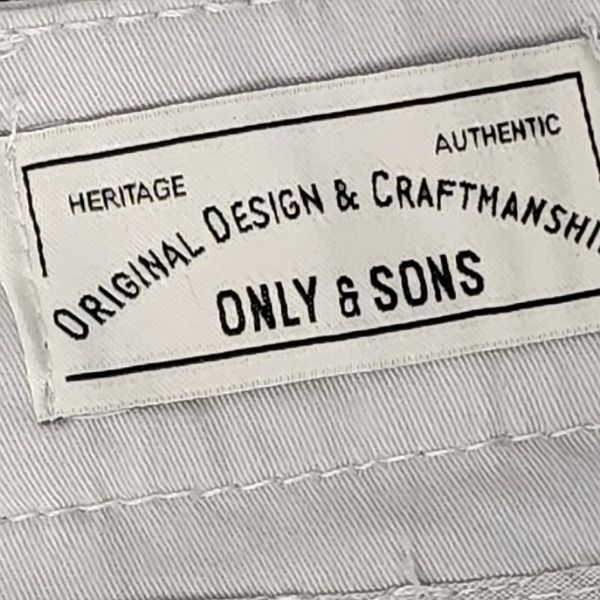 HERITAGE AUTHENTIC
ORIGINAL DESIGN & CRAFTMANSHI
ONLY & SONS